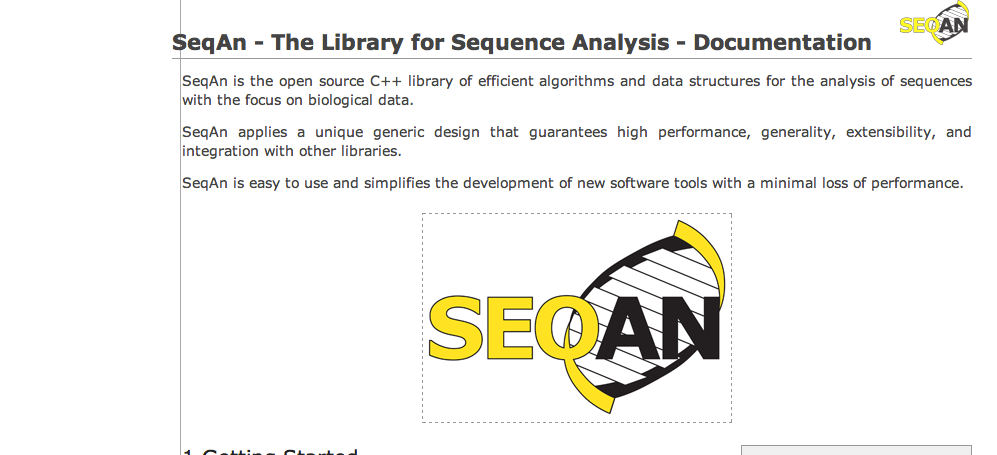 SEQAN
SeqAn - The Library for Sequence Analysis - Documentation
SeqAn is the open source C++ library of efficient algorithms and data structures for the analysis of sequences
with the focus on biological data.
SeqAn applies a unique generic design that guarantees high performance, generality, extensibility, and
integration with other libraries.
SeqAn is easy to use and simplifies the development of new software tools with a minimal loss of performance.
SEQAN
1 Getting Started